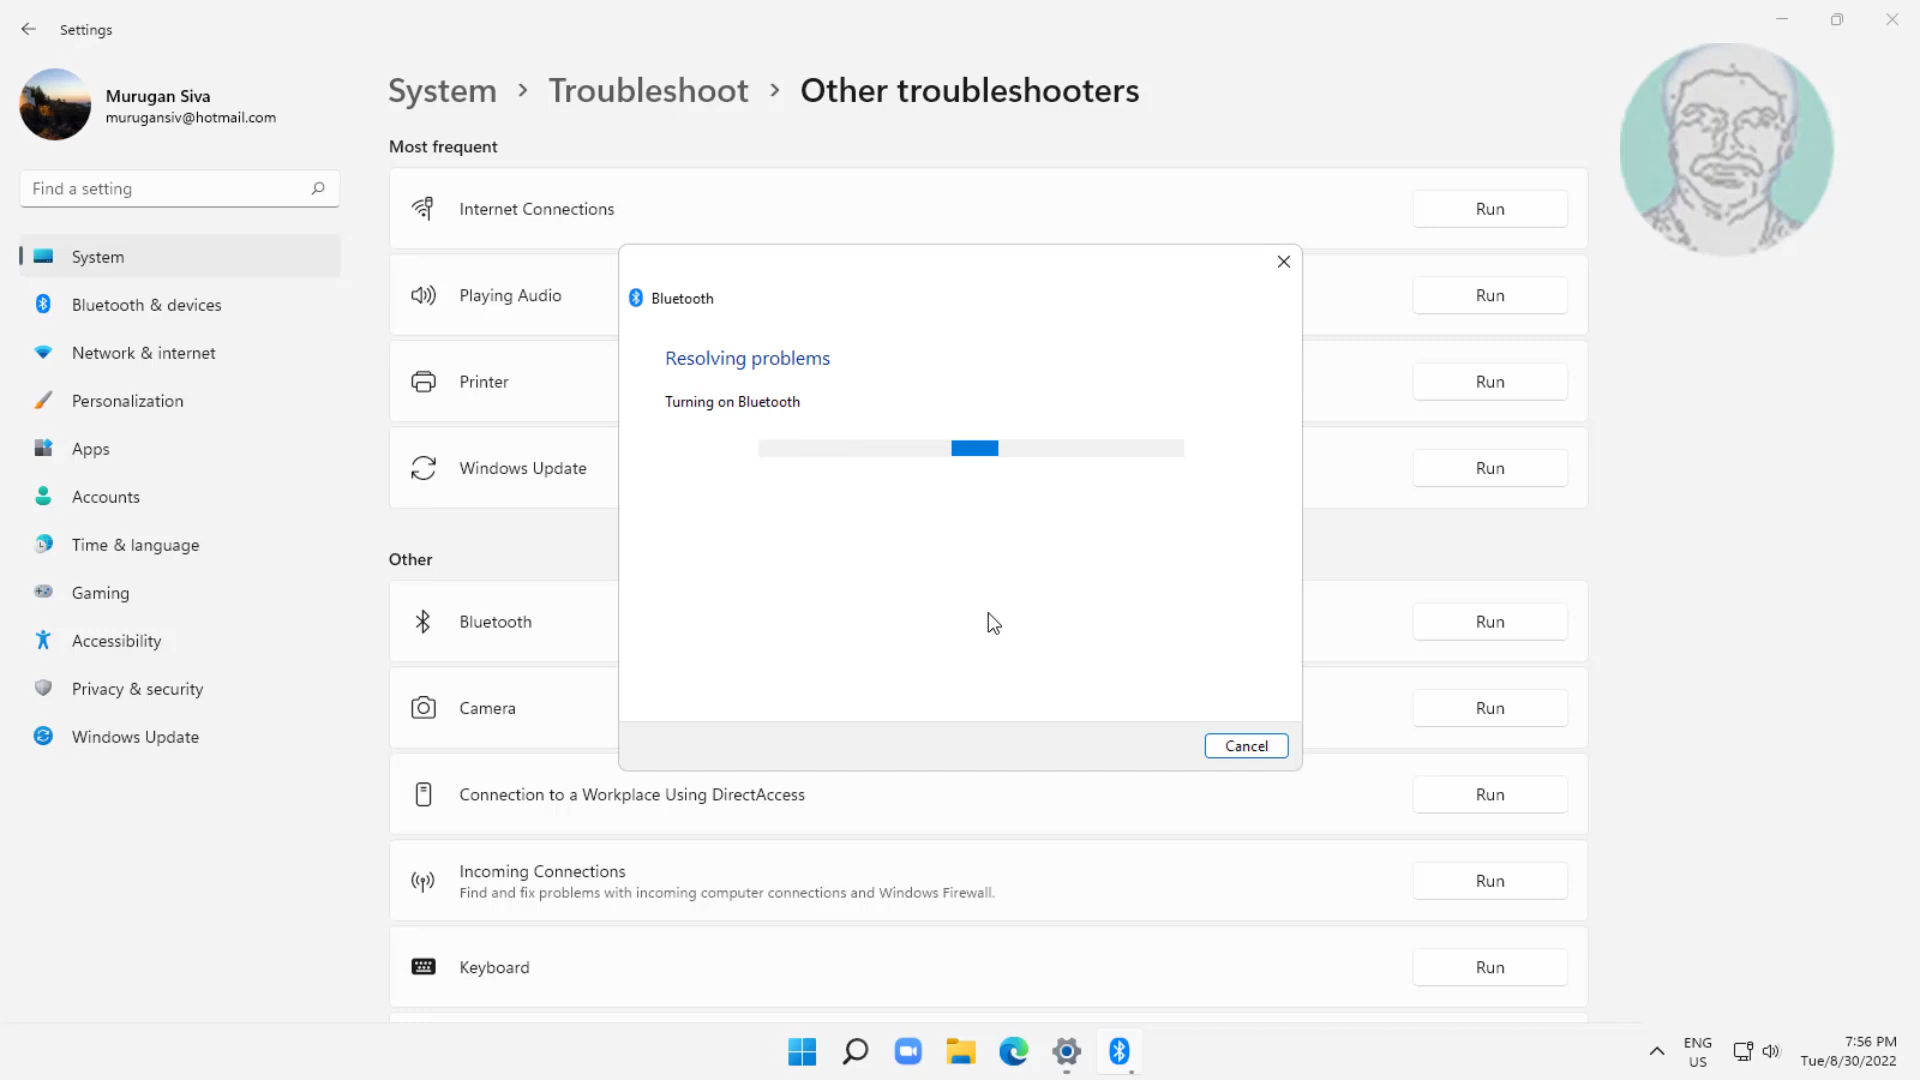 Settings
Murugan Siva
murugansiv@hotmail.com
Find a setting
System
Bluetooth & devices
Network & internet
Personalization
Apps
Accounts
Time & language
Gaming
Accessibility
Privacy & security
Windows Update
System > Troubleshoot > Other troubleshooters
Most frequent
Internet Connections Run
Playing Audio Run
Printer Run
Windows Update Run
Other
Bluetooth Run
Camera Run
Connection to a Workplace Using DirectAccess Run
Incoming Connections
Find and fix problems with incoming computer connections and Windows Firewall.
Run
Keyboard Run
Bluetooth
Resolving problems
Turning on Bluetooth
Cancel
ENG
US
7:56 PM
Tue/8/30/2022